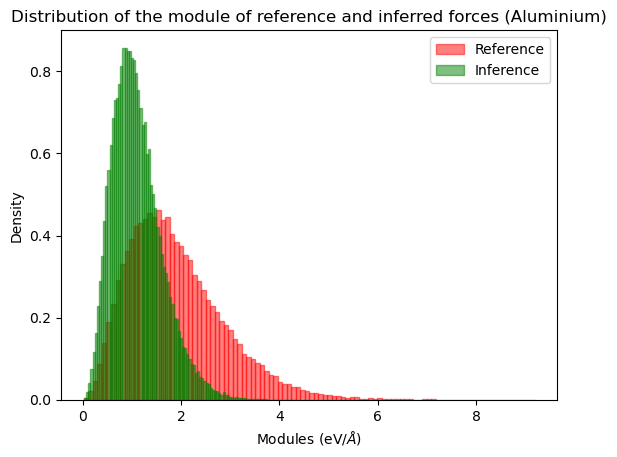 Distribution of the module of reference and inferred forces (Aluminium)
Reference
Inference
Density
0.8
0.6
0.4
0.2
0.0
0
2
4
6
8
Modules (eV/Å)